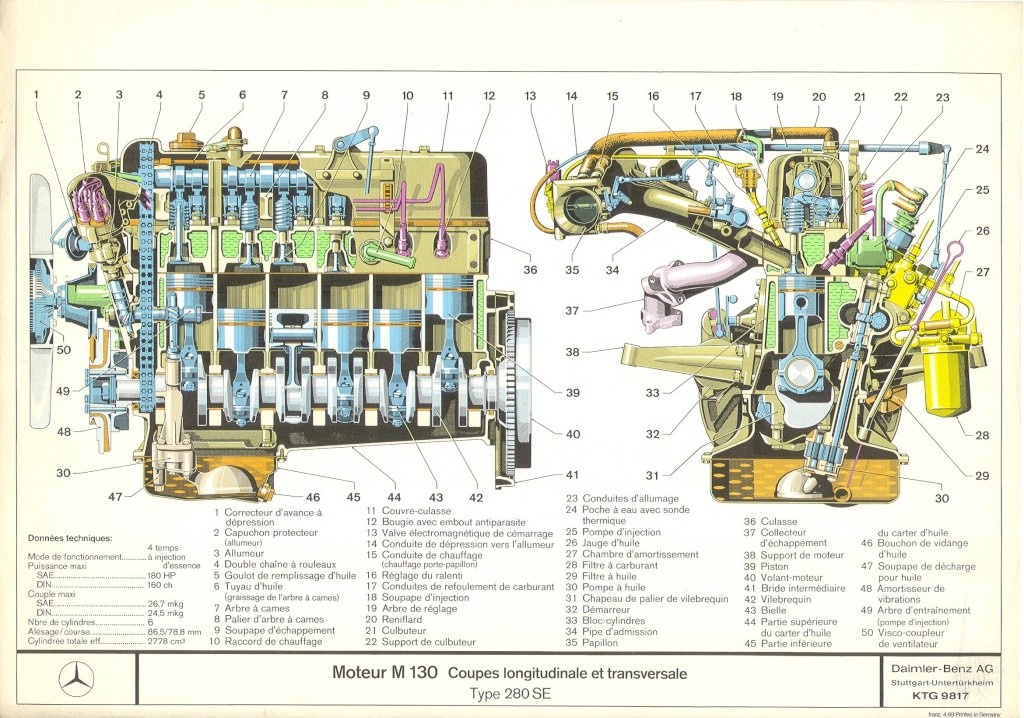 1 2 3 4 5 6 7 8 9 10 11 12 13 14 15 16 17 18 19 20 21 22 23
24
25
26
27
36 35 34
37
38
50
49
48
30
47 46 45 44 43 42 41
39
40
33
32
31
28
29
30
Données techniques:
Mode de fonctionnement 4 temps
à injection
d'essence
Puissance maxi
SAE 180 HP
DIN 160 ch
Couple maxi
SAE 26,7 mkg
DIN 24,5 mkg
Nbre de cylindres 6
Alésage/course 86,5/78,8 mm
Cylindrée totale eff. 2778 cm³
1 Correcteur d'avance à
dépression
2 Capuchon protecteur
(allumeur)
3 Allumeur
4 Double chaîne à rouleaux
5 Goulot de remplissage d'huile
6 Tuyau d'huile
(graissage de l'arbre à cames)
7 Arbre à cames
8 Palier d'arbre à cames
9 Soupape d'échappement
10 Raccord de chauffage
11 Couvre-culasse
12 Bougie avec embout antiparasite
13 Valve électromagnétique de démarrage
14 Conduite de dépression vers l'allumeur
15 Conduite de chauffage
(chauffage porte-papillon)
16 Réglage du ralenti
17 Conduites de refoulement de carburant
18 Soupape d'injection
19 Arbre de réglage
20 Reniflard
21 Culbuteur
22 Support de culbuteur
23 Conduites d'allumage
24 Poche à eau avec sonde
thermique
25 Pompe d'injection
26 Jauge d'huile
27 Chambre d'amortissement
28 Filtre à carburant
29 Filtre à huile
30 Pompe à huile
31 Chapeau de palier de vilebrequin
32 Démarreur
33 Bloc-cylindres
34 Pipe d'admission
35 Papillon
36 Culasse
37 Collecteur
d'échappement
38 Support de moteur
39 Piston
40 Volant-moteur
41 Bride intermédiaire
42 Vilebrequin
43 Bielle
44 Partie supérieure
du carter d'huile
45 Partie inférieure
du carter d'huile
46 Bouchon de vidange
d'huile
47 Soupape de décharge
pour huile
48 Amortisseur de
vibrations
49 Arbre d'entraînement
(pompe d'injection)
50 Visco-coupleur
de ventilateur
Moteur M 130 Coupes longitudinale et transversale
Type 280 SE
Daimler-Benz AG
Stuttgart-Untertürkheim
KTG 9817
franz. 4.69 Printed in Germany